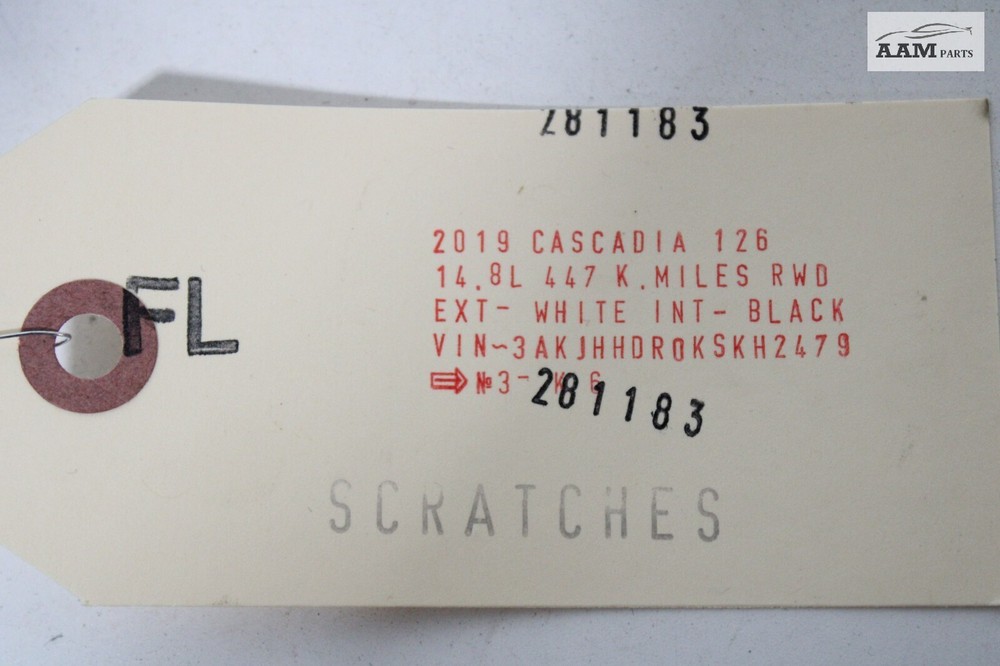 AAM PARTS
281183
2019 CASCADIA 126
14.8L 447 K.MILES RWD
EXT- WHITE INT- BLACK
VIN~3AKJHHDR0KSKH2479
FL
№3-
281183
SCRATCHES